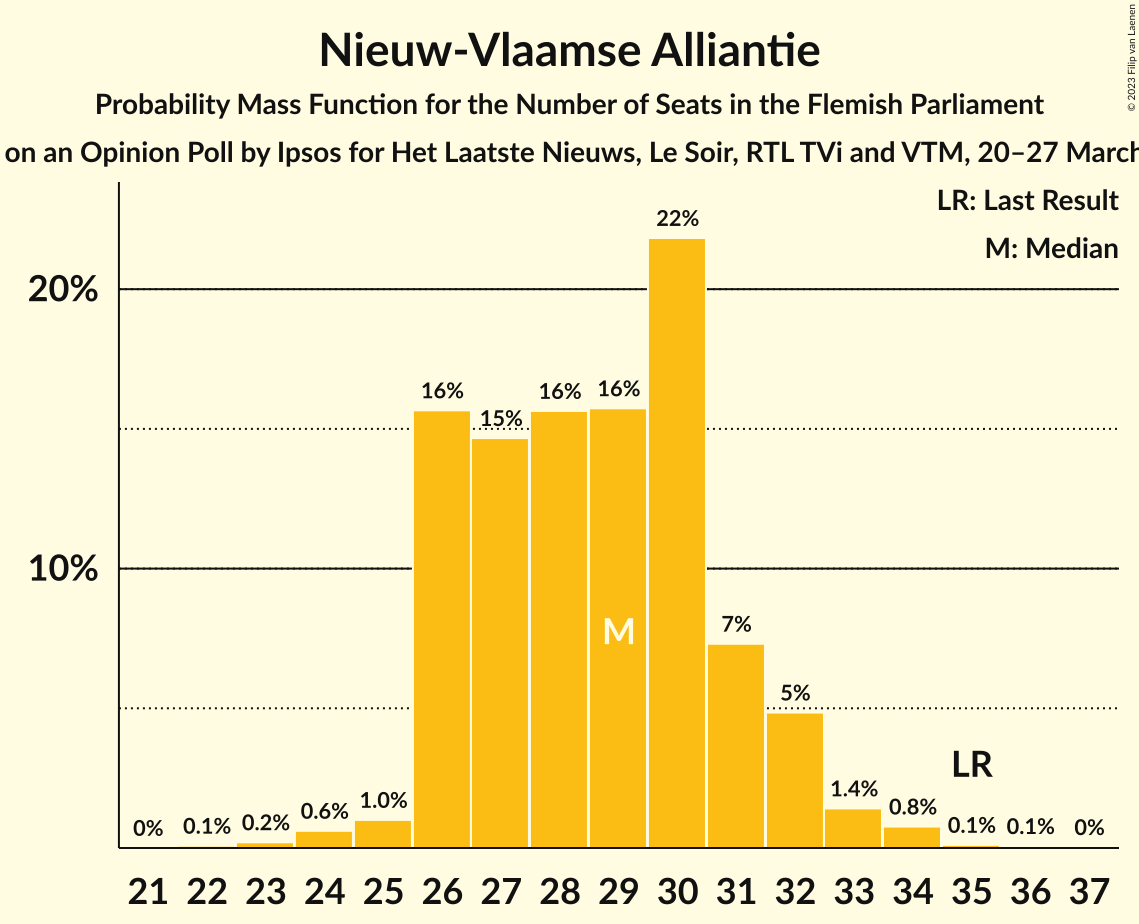 Nieuw-Vlaamse Alliantie
Probability Mass Function for the Number of Seats in the Flemish Parliament
on an Opinion Poll by Ipsos for Het Laatste Nieuws, Le Soir, RTL TVi and VTM, 20–27 March
© 2023 Filip van Laenen
LR: Last Result
M: Median
22%
20%
16% 15% 16% 16%
10%
M
7%
5%
LR
0% 0.1% 0.2% 0.6% 1.0% 1.4% 0.8% 0.1% 0.1% 0%
21 22 23 24 25 26 27 28 29 30 31 32 33 34 35 36 37